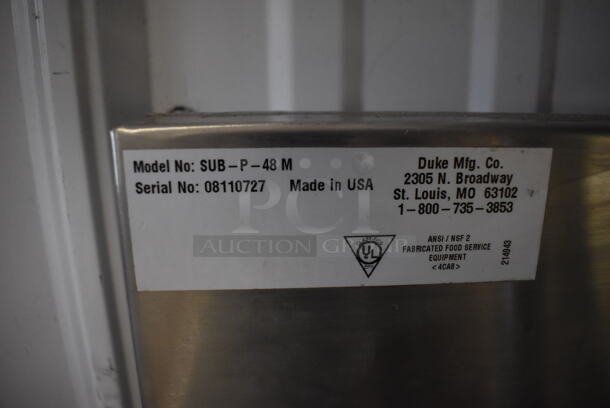 Model No: SUB-P-48 M
Serial No: 08110727 Made in USA
Duke Mfg. Co.
2305 N. Broadway
St. Louis, MO 63102
1-800-735-3853
PCI
AUCTION GROUP
UL
ANSI / NSF 2
FABRICATED FOOD SERVICE
EQUIPMENT
<4CA8>
214943